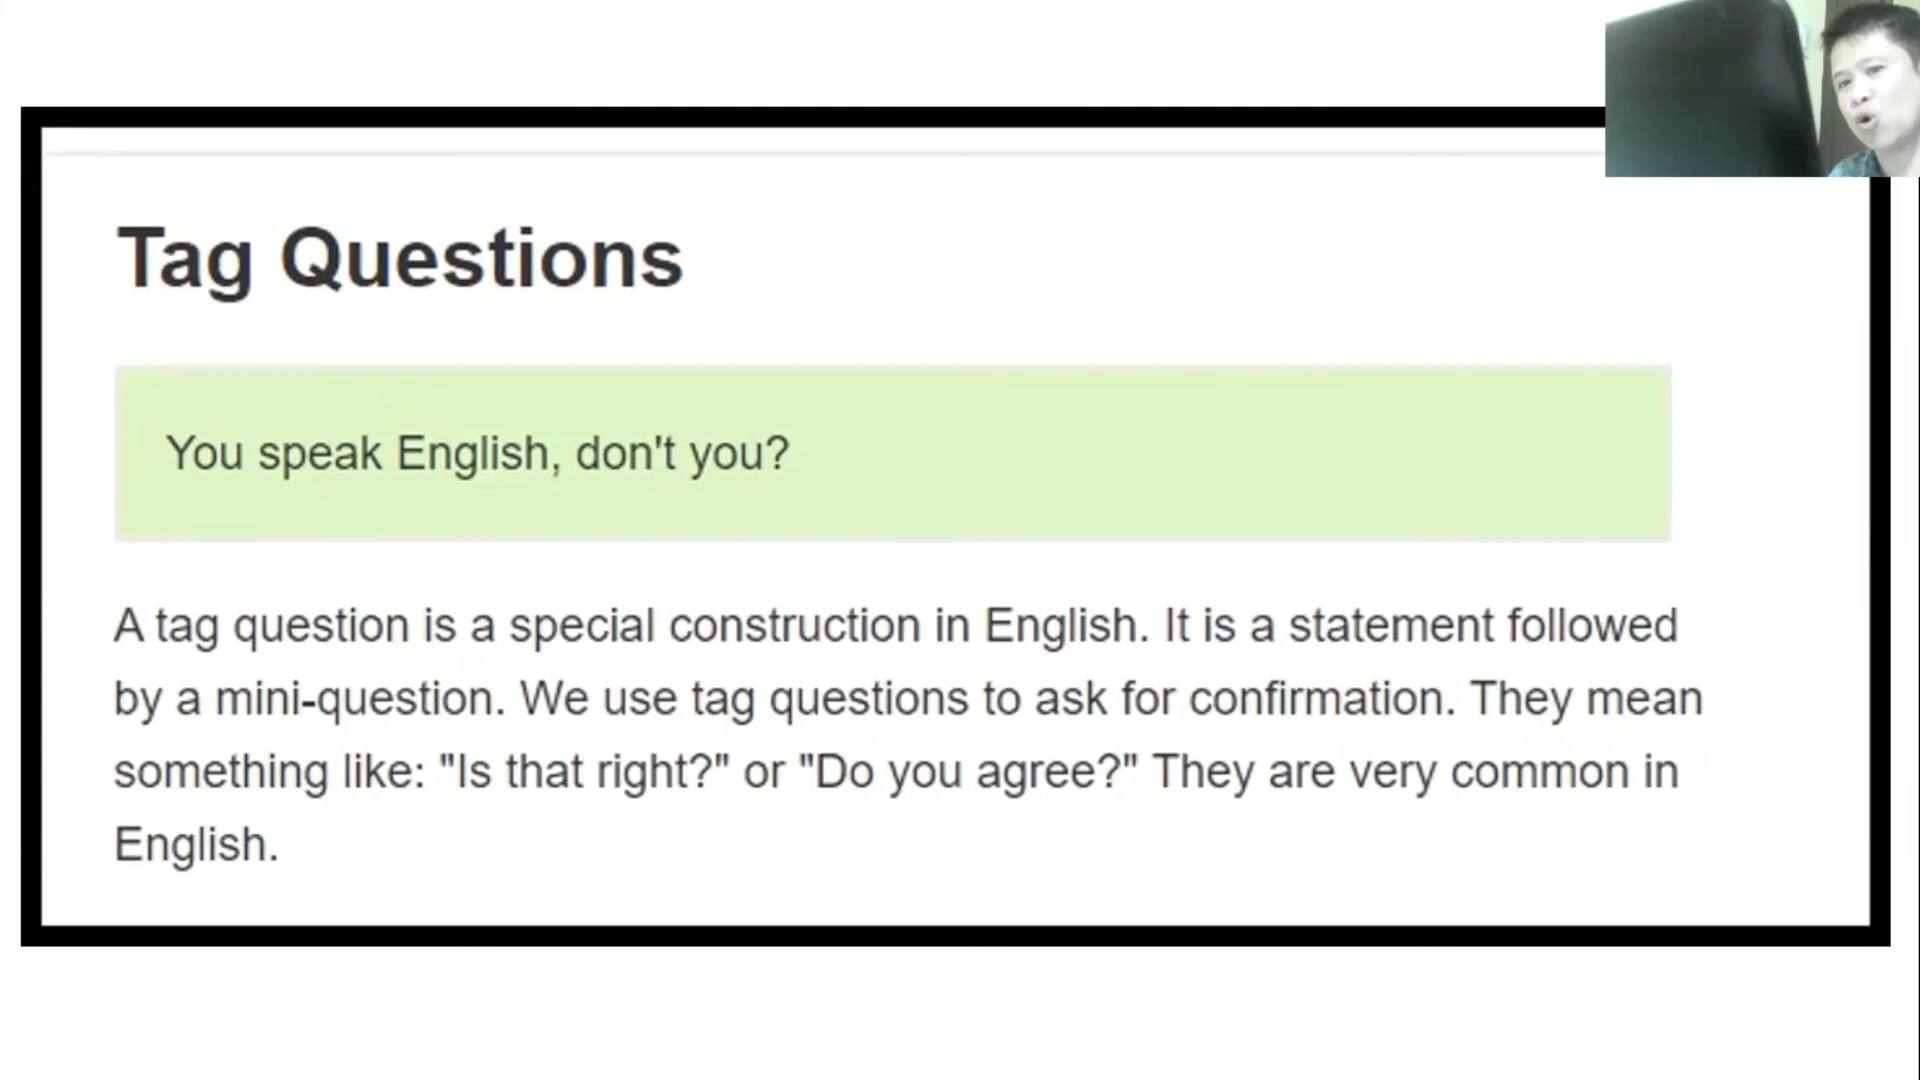 Tag Questions
You speak English, don't you?
A tag question is a special construction in English. It is a statement followed
by a mini-question. We use tag questions to ask for confirmation. They mean
something like: "Is that right?" or "Do you agree?" They are very common in
English.